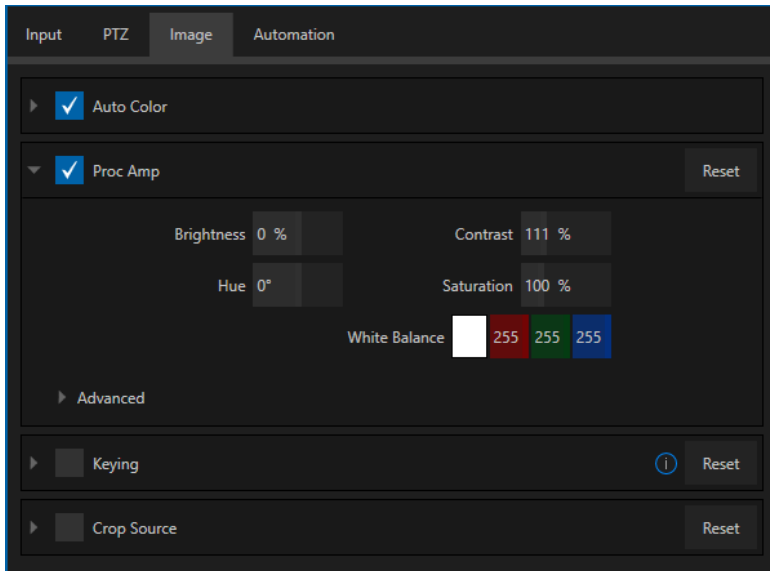 Input PTZ Image Automation
Auto Color
Proc Amp Reset
Brightness 0 % Contrast 111 %
Hue 0° Saturation 100 %
White Balance 255 255 255
Advanced
Keying i Reset
Crop Source Reset